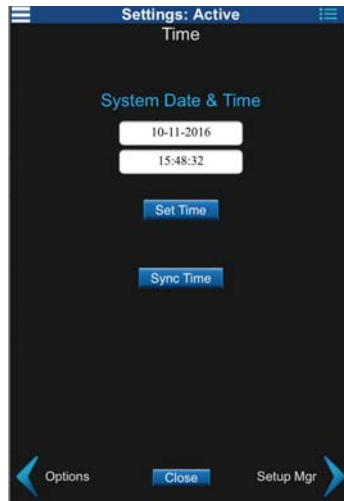 Settings: Active
Time
System Date & Time
10-11-2016
15:48:32
Set Time
Sync Time
Options
Close
Setup Mgr